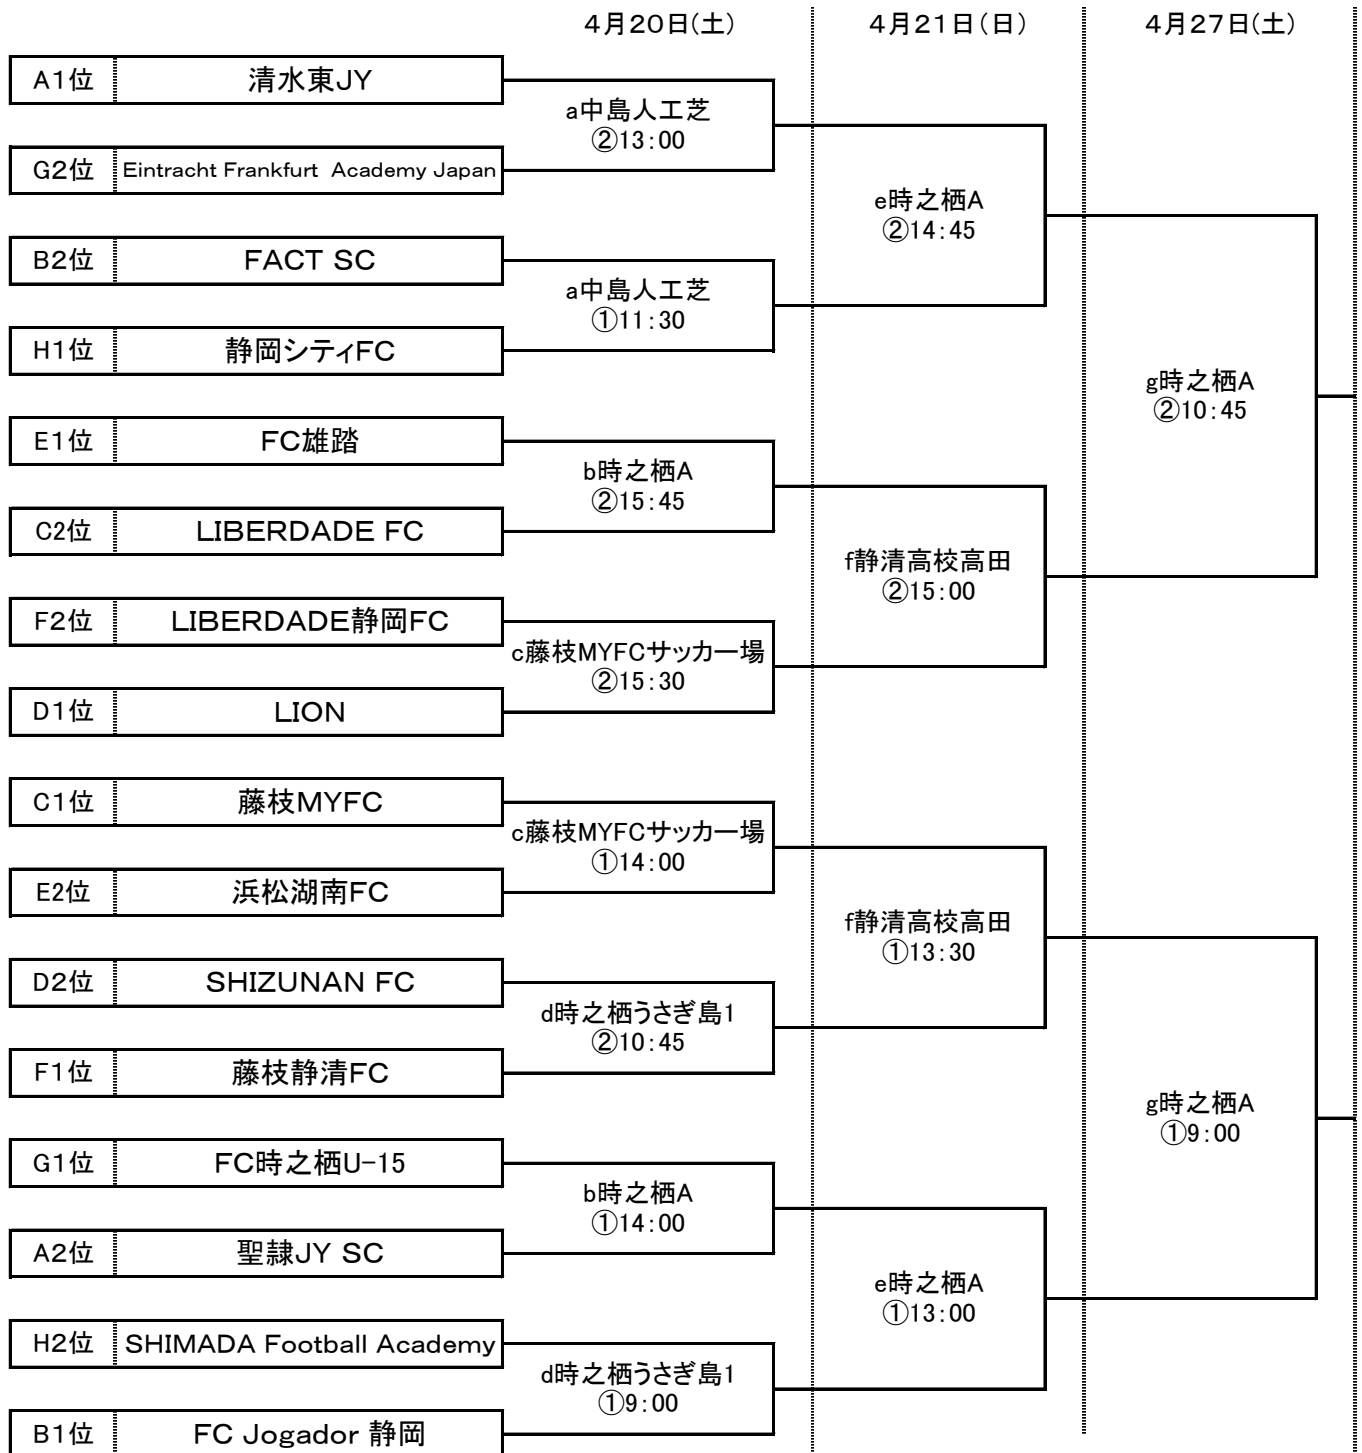 4月20日(土) 4月21日(日) 4月27日(土)
A1位 清水東JY
a中島人工芝
②13:00
G2位 Eintracht Frankfurt Academy Japan
e時之栖A
②14:45
B2位 FACT SC
a中島人工芝
①11:30
H1位 静岡シティFC
g時之栖A
②10:45
E1位 FC雄踏
b時之栖A
②15:45
C2位 LIBERDADE FC
f静清高校高田
②15:00
F2位 LIBERDADE静岡FC
c藤枝MYFCサッカー場
②15:30
D1位 LION
C1位 藤枝MYFC
c藤枝MYFCサッカー場
①14:00
E2位 浜松湖南FC
f静清高校高田
①13:30
D2位 SHIZUNAN FC
d時之栖うさぎ島1
②10:45
F1位 藤枝静清FC
g時之栖A
①9:00
G1位 FC時之栖U-15
b時之栖A
①14:00
A2位 聖隷JY SC
e時之栖A
①13:00
H2位 SHIMADA Football Academy
d時之栖うさぎ島1
①9:00
B1位 FC Jogador 静岡